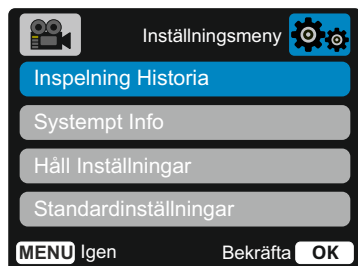 Inställningsmeny
Inspelning Historia
Systempt Info
Håll Inställningar
Standardinställningar
MENU Igen Bekräfta OK